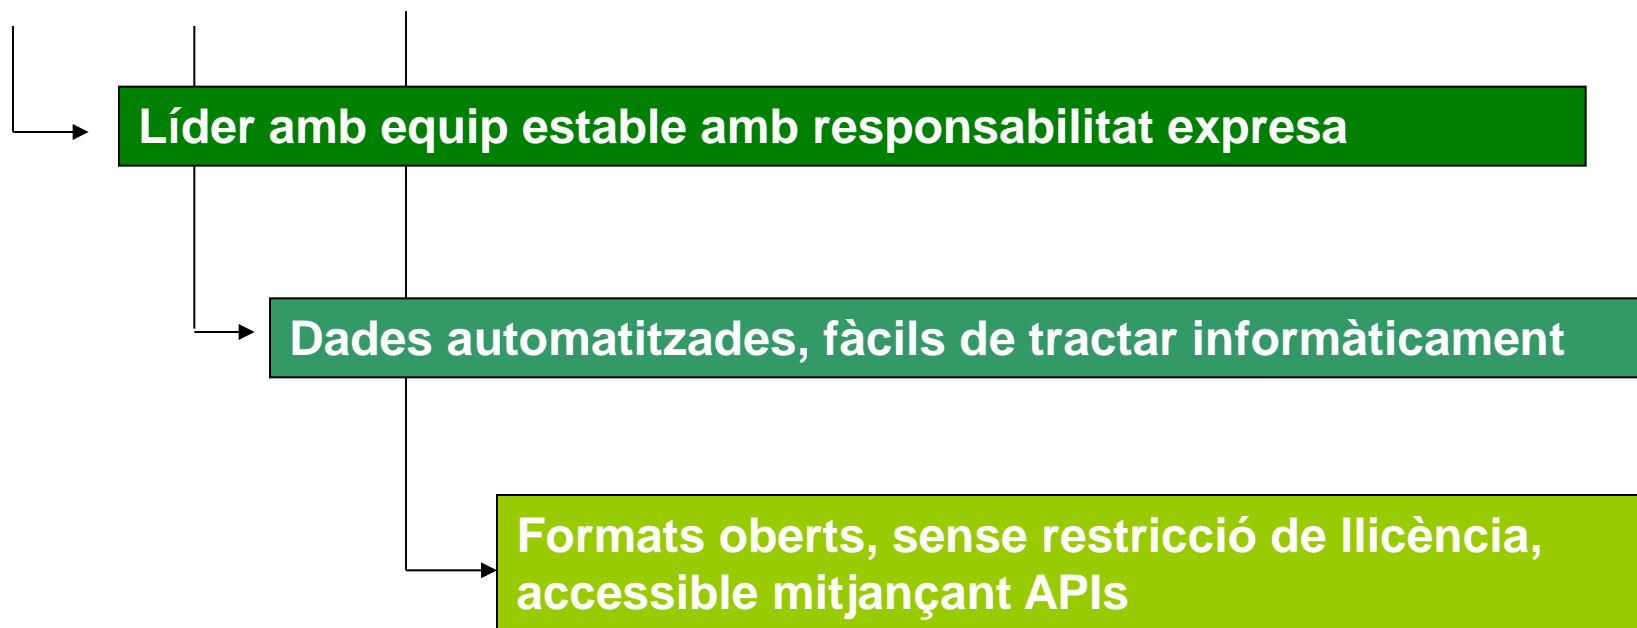 Líder amb equip estable amb responsabilitat expresa
Dades automatitzades, fàcils de tractar informàticament
Formats oberts, sense restricció de llicència,
accessible mitjançant APIs